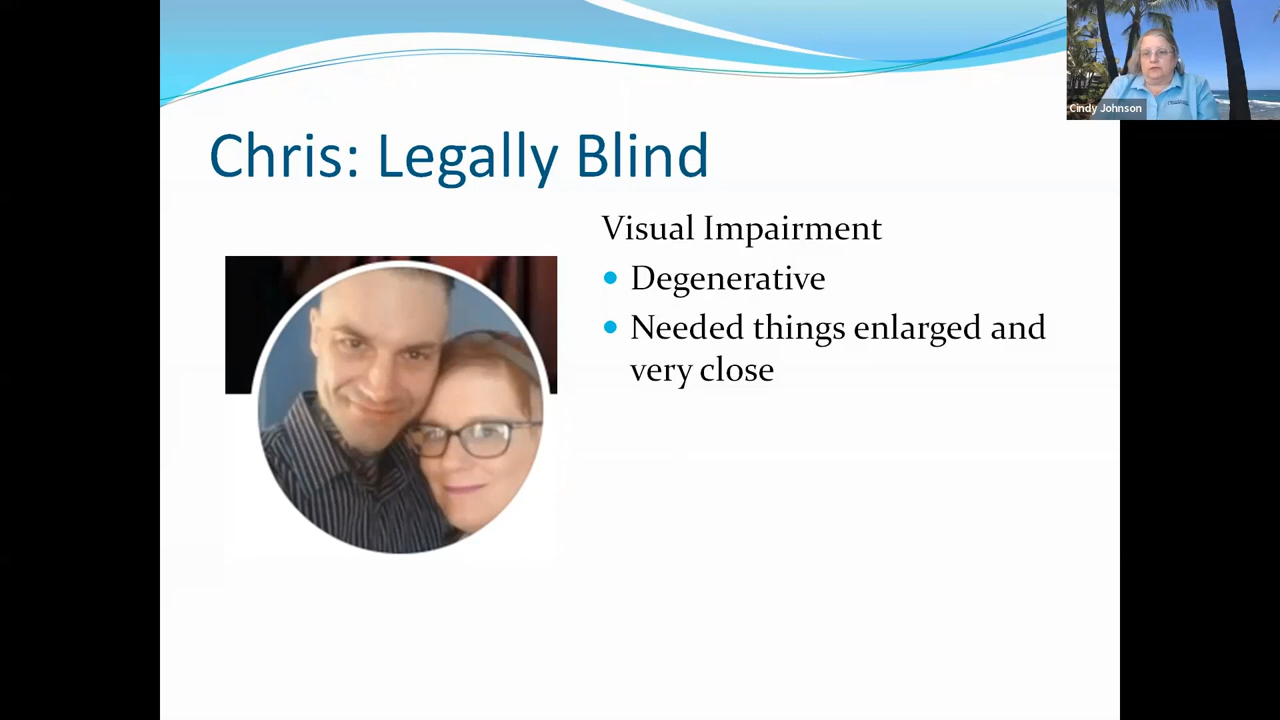 Cindy Johnson
Chris: Legally Blind
Visual Impairment
• Degenerative
• Needed things enlarged and
very close